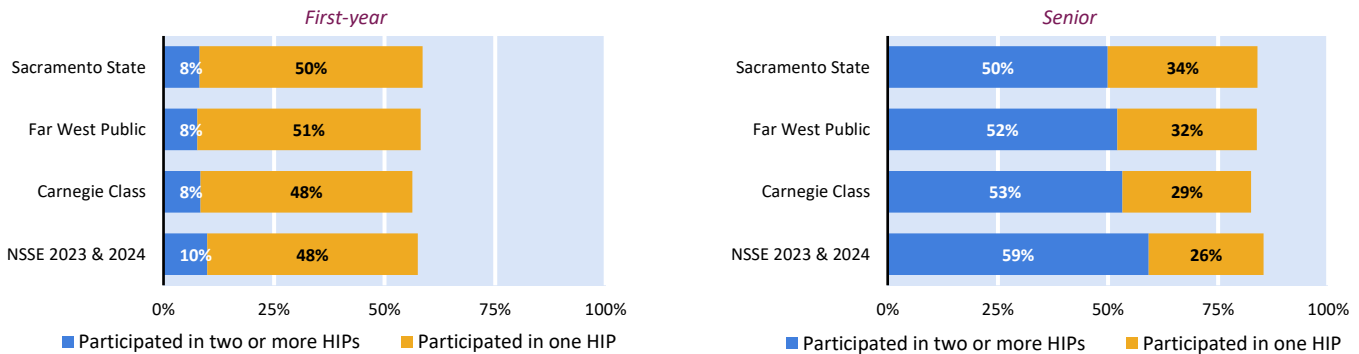 First-year
Sacramento State 8% 50%
Far West Public 8% 51%
Carnegie Class 8% 48%
NSSE 2023 & 2024 10% 48%
0% 25% 50% 75% 100%
Participated in two or more HIPs Participated in one HIP
Senior
Sacramento State 50% 34%
Far West Public 52% 32%
Carnegie Class 53% 29%
NSSE 2023 & 2024 59% 26%
0% 25% 50% 75% 100%
Participated in two or more HIPs Participated in one HIP